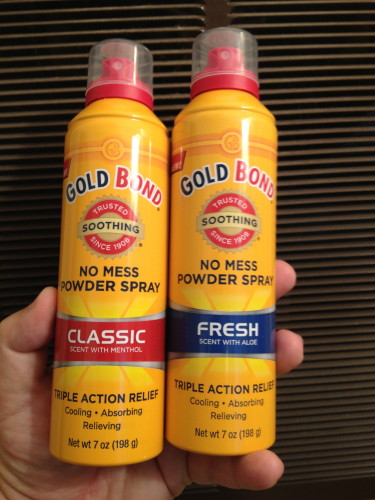 GOLD BOND®
TRUSTED
SOOTHING
SINCE 1908
NO MESS
POWDER SPRAY
CLASSIC
SCENT WITH MENTHOL
TRIPLE ACTION RELIEF
Cooling • Absorbing
Relieving
Net wt 7 oz (198 g)
GOLD BOND
TRUSTED
SOOTHING
SINCE 1908
NO MESS
POWDER SPRAY
FRESH
SCENT WITH ALOE
TRIPLE ACTION RELIEF
Cooling • Absorbing
Relieving
Net wt 7 oz (198 g)